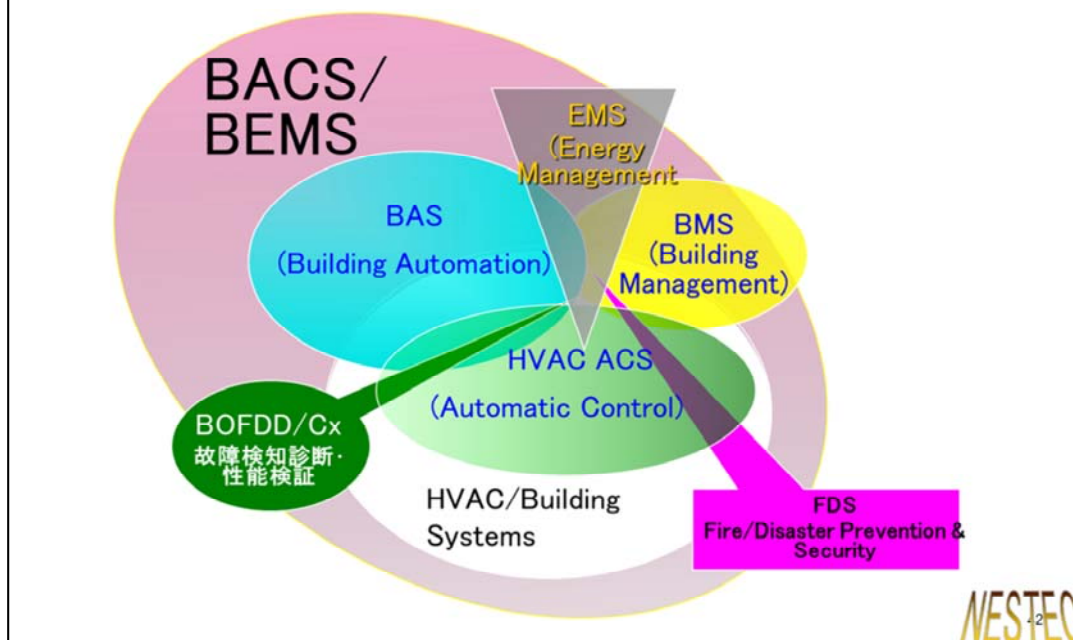 BACS/
BEMS
EMS
(Energy
Management
BAS
(Building Automation)
BMS
(Building
Management)
HVAC ACS
(Automatic Control)
BOFDD/Cx
故障検知診断・
性能検証
HVAC/Building
Systems
FDS
Fire/Disaster Prevention &
Security
NESTEC